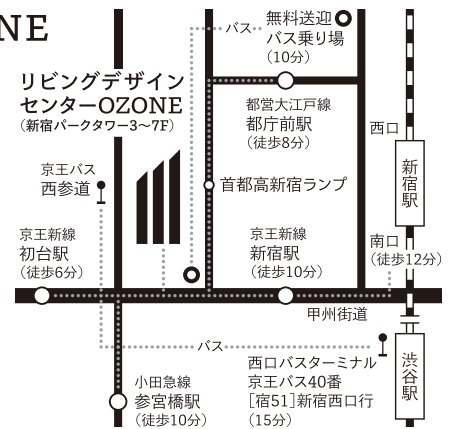 NE
バス
無料送迎
バス乗り場
(10分)
リビングデザイン
センターOZONE
(新宿パークタワー3〜7F)
都営大江戸線
都庁前駅
(徒歩8分)
西口
新宿駅
京王バス
西参道
首都高新宿ランプ
京王新線
初台駅
(徒歩6分)
京王新線
新宿駅
(徒歩10分)
南口
(徒歩12分)
甲州街道
バス
西口バスターミナル
京王バス40番
[宿51]新宿西口行
(15分)
渋谷駅
小田急線
参宮橋駅
(徒歩10分)